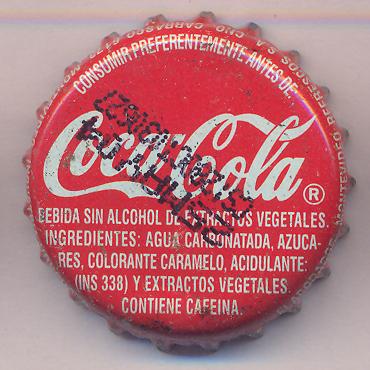 CONSUMIR PREFERENTEMENTE ANTES DE
Coca-Cola®
BEBIDA SIN ALCOHOL DE EXTRACTOS VEGETALES.
INGREDIENTES: AGUA CARBONATADA, AZUCA-
RES, COLORANTE CARAMELO, ACIDULANTE:
(INS 338) Y EXTRACTOS VEGETALES.
CONTIENE CAFEINA.